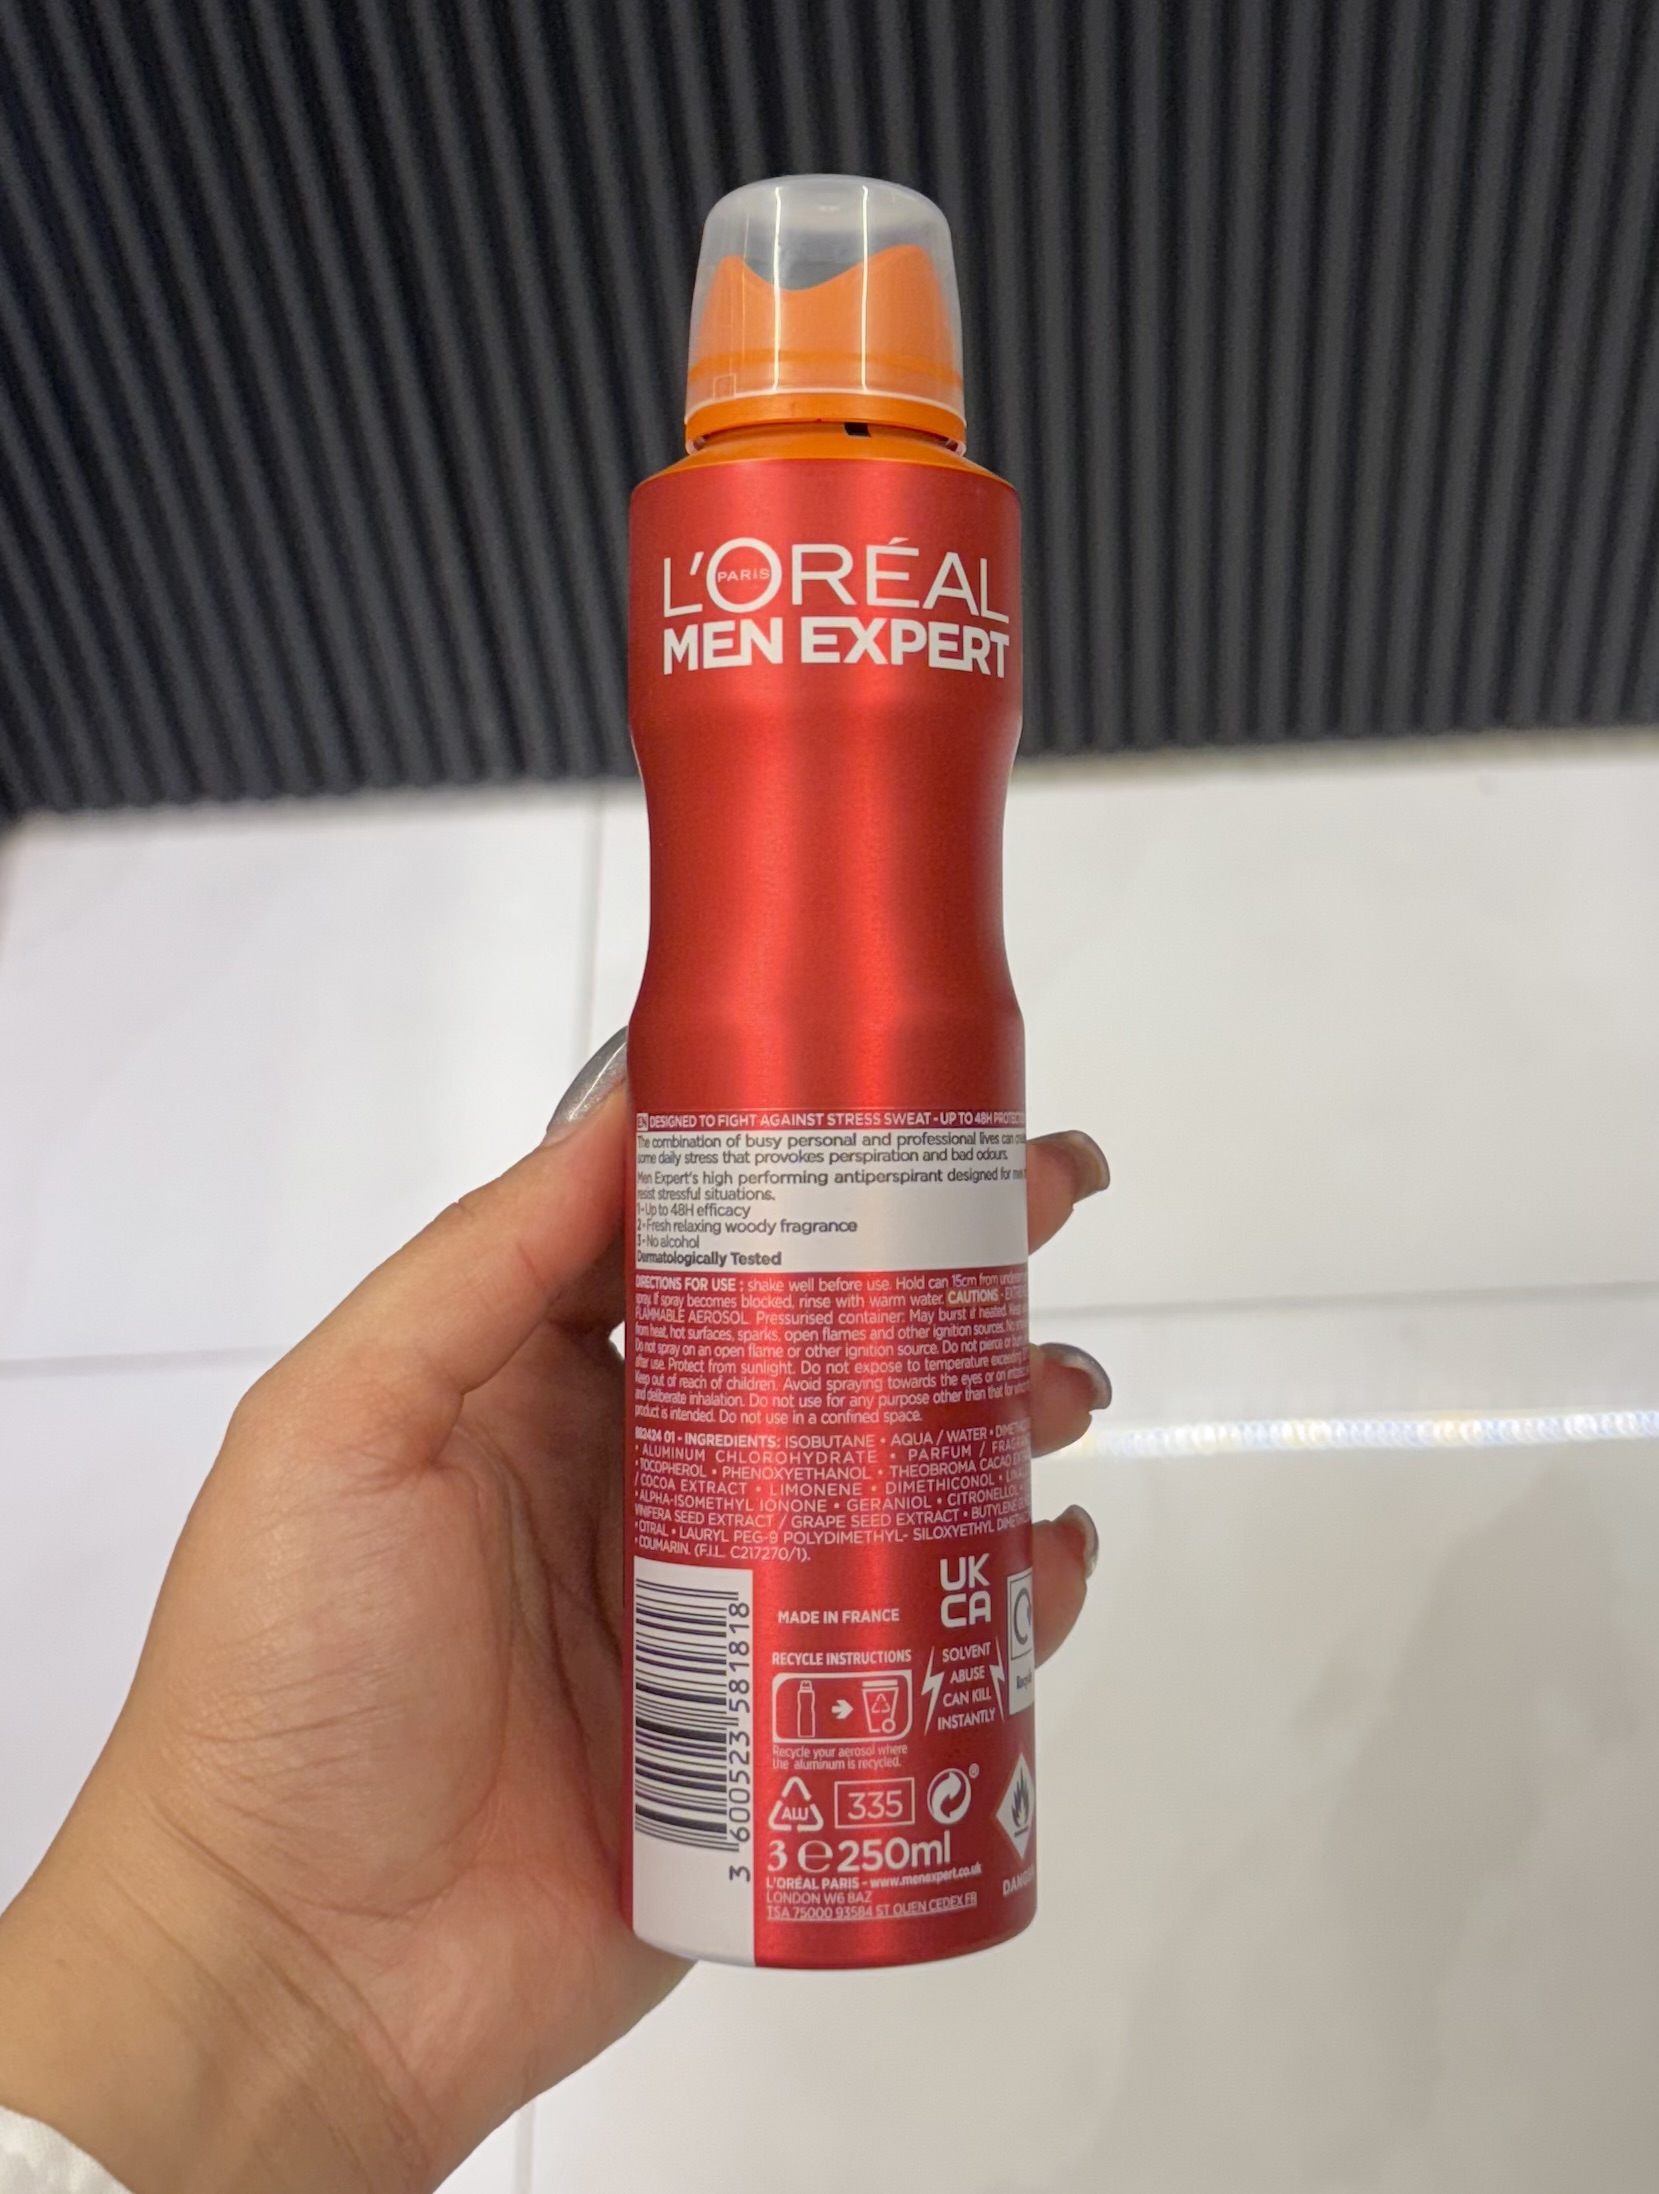 L'ORÉAL
PARIS
MEN EXPERT
EN DESIGNED TO FIGHT AGAINST STRESS SWEAT - UP TO 48H
The combination of busy personal and professional lives can
some daily stress that provokes perspiration and bad odours.
Men Expert's high performing antiperspirant designed for
resist stressful situations.
1 - Up to 48H efficacy
2 - Fresh relaxing woody fragrance
3 - No alcohol
Dermatologically Tested
DIRECTIONS FOR USE : shake well before use. Hold can 15cm from
spray. If spray becomes blocked, rinse with warm water. CAUTIONS -
FLAMMABLE AEROSOL. Pressurised container: May burst if heated. Keep
from heat, hot surfaces, sparks, open flames and other ignition sources. No
Do not spray on an open flame or other ignition source. Do not pierce or burn
after use. Protect from sunlight. Do not expose to temperature exceeding
Keep out of reach of children. Avoid spraying towards the eyes or on
and deliberate inhalation. Do not use for any purpose other than that for
product is intended. Do not use in a confined space.
882424 01 - INGREDIENTS: ISOBUTANE • AQUA / WATER •
• ALUMINUM CHLOROHYDRATE • PARFUM /
• TOCOPHEROL • PHENOXYETHANOL • THEOBROMA CACAO
/ COCOA EXTRACT • LIMONENE • DIMETHICONOL •
• ALPHA-ISOMETHYL IONONE • GERANIOL • CITRONELLOL •
VINIFERA SEED EXTRACT / GRAPE SEED EXTRACT • BUTYLENE
• CITRAL • LAURYL PEG-9 POLYDIMETHYL- SILOXYETHYL
• COUMARIN. (F.I.L. C217270/1).
UK
CA
MADE IN FRANCE
RECYCLE INSTRUCTIONS
SOLVENT
ABUSE
CAN KILL
INSTANTLY
Recycle your aerosol where
the aluminum is recycled.
ALU
335
®
3 e 250ml
DANGER
L'ORÉAL PARIS - www.menexpert.co.uk
LONDON W6 8AZ
TSA 75000 93584 ST OUEN CEDEX FR
3 600523 581818